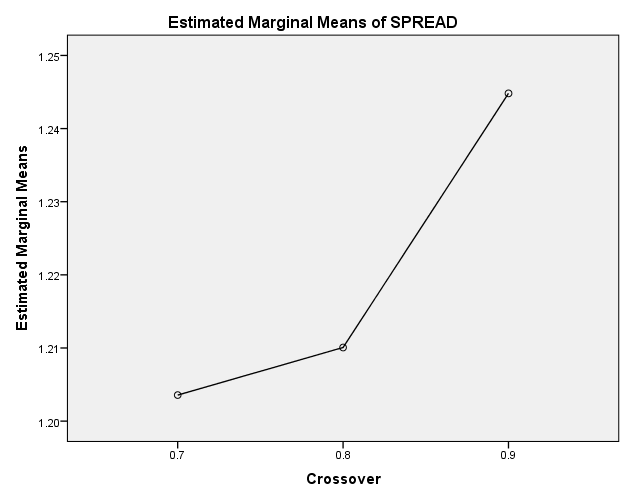 Estimated Marginal Means of SPREAD
Estimated Marginal Means
1.25
1.24
1.23
1.22
1.21
1.20
0.7 0.8 0.9
Crossover